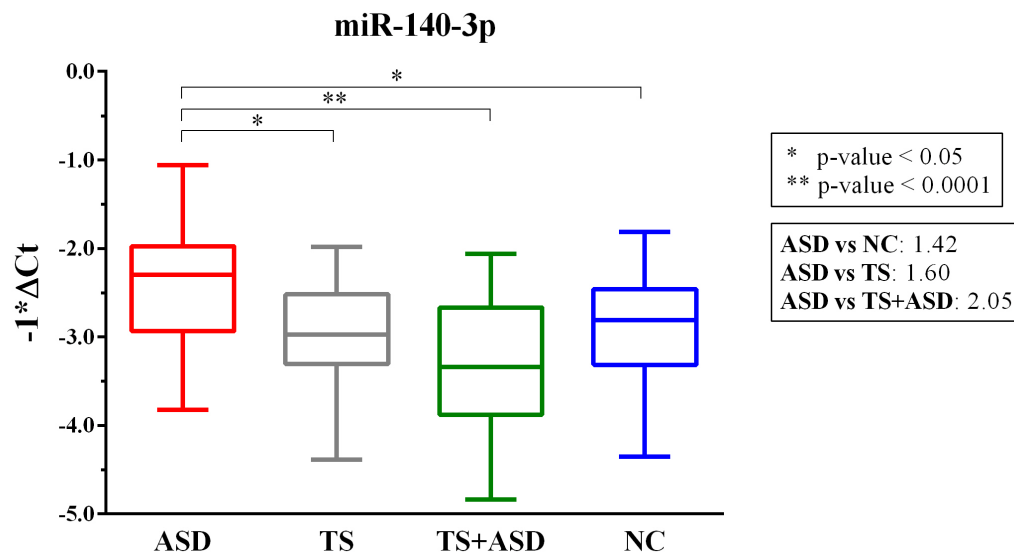 miR-140-3p
0.0
-1.0
-2.0
-3.0
-4.0
-5.0
-1*ΔCt
*
**
*
ASD
TS
TS+ASD
NC
* p-value < 0.05
** p-value < 0.0001
ASD vs NC: 1.42
ASD vs TS: 1.60
ASD vs TS+ASD: 2.05